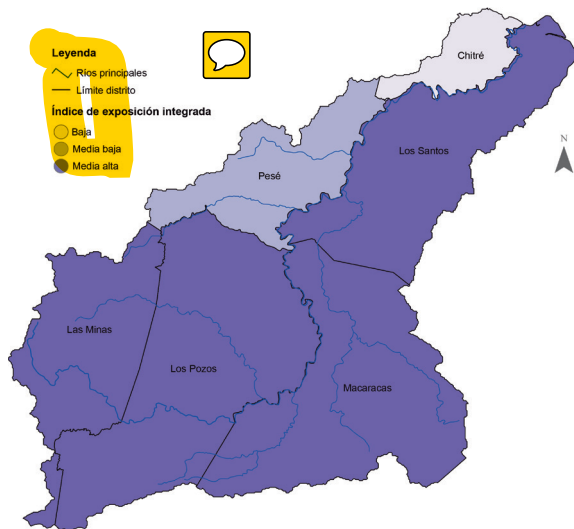 Leyenda
Ríos principales
Límite distrito
Índice de exposición integrada
Baja
Media baja
Media alta
Chitré
Los Santos
N
Pesé
Las Minas
Los Pozos
Macaracas